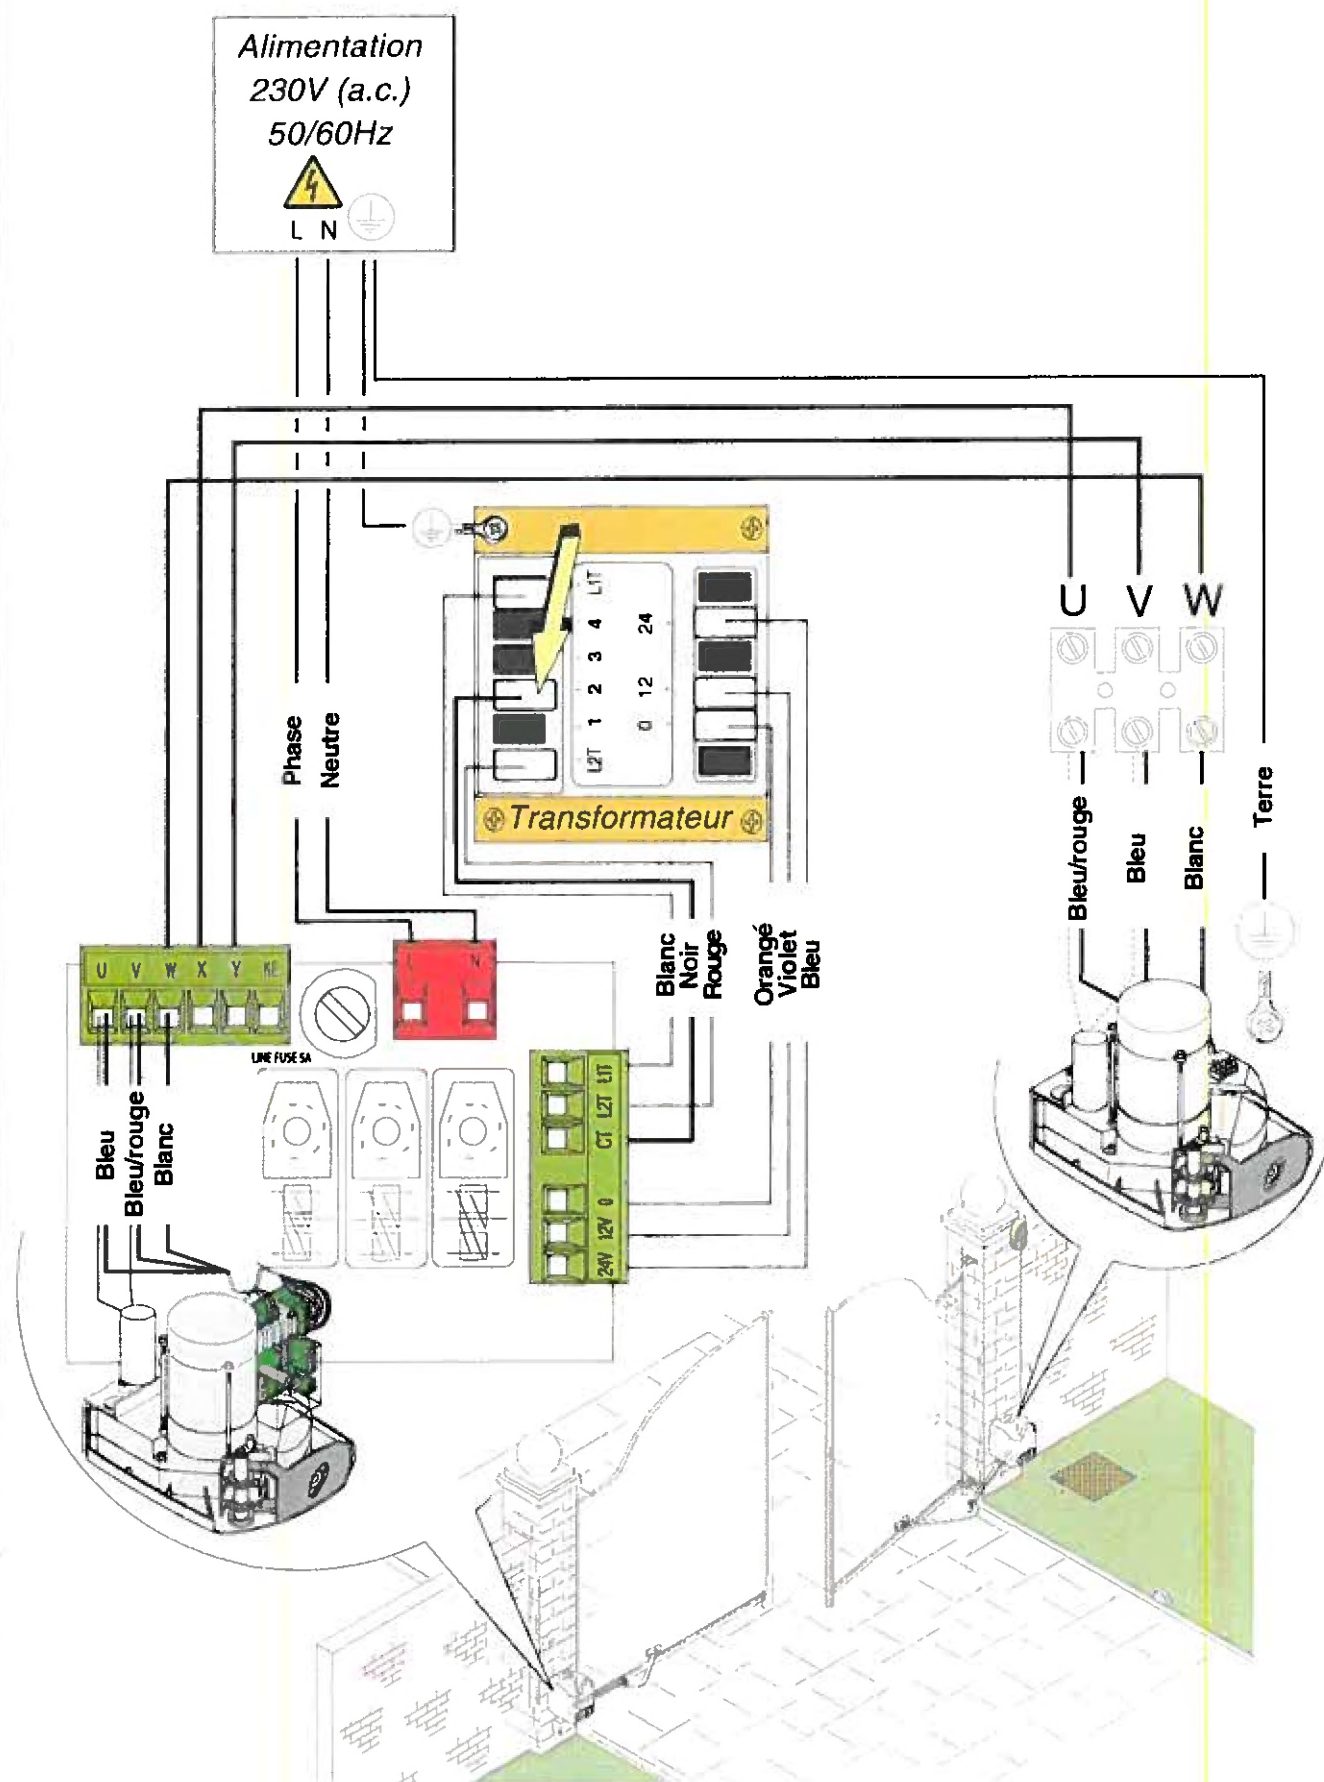 Alimentation
230V (a.c.)
50/60Hz
L N
L1T
4
3
2
1
L2T
24
12
0
Transformateur
U V W
Phase
Neutre
Bleu/rouge
Bleu
Blanc
Terre
U V W X Y
L N
Blanc
Noir
Rouge
Orangé
Violet
Bleu
LINE FUSE 5A
L1T
L2T
CT
0
12V
24V
Bleu
Bleu/rouge
Blanc